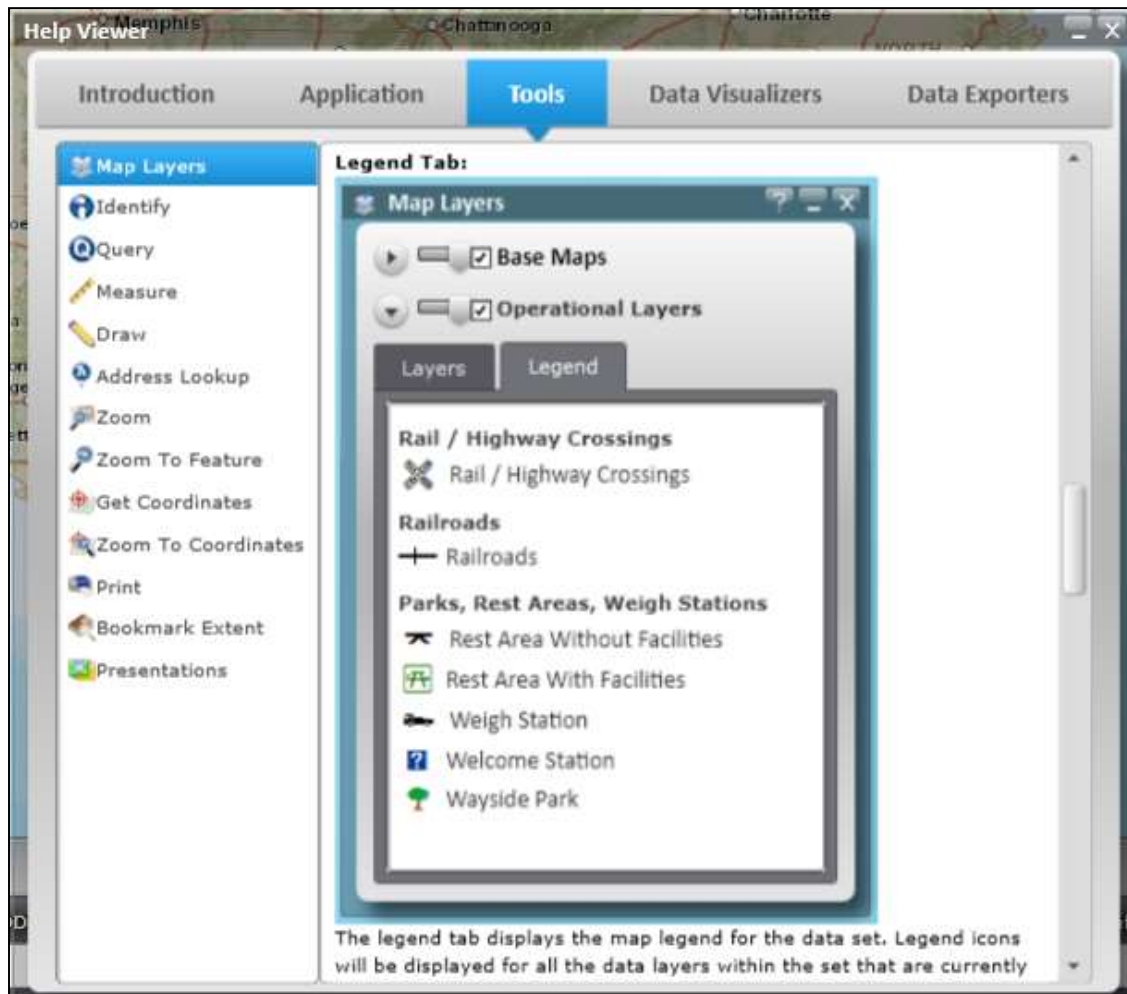 Memphis
Chattanooga
Charlotte
Help Viewer
NORTH
Introduction
Application
Tools
Data Visualizers
Data Exporters
Map Layers
Identify
Query
Measure
Draw
Address Lookup
Zoom
Zoom To Feature
Get Coordinates
Zoom To Coordinates
Print
Bookmark Extent
Presentations
Legend Tab:
Map Layers
Base Maps
Operational Layers
Layers
Legend
Rail / Highway Crossings
Rail / Highway Crossings
Railroads
Railroads
Parks, Rest Areas, Weigh Stations
Rest Area Without Facilities
Rest Area With Facilities
Weigh Station
Welcome Station
Wayside Park
The legend tab displays the map legend for the data set. Legend icons
will be displayed for all the data layers within the set that are currently